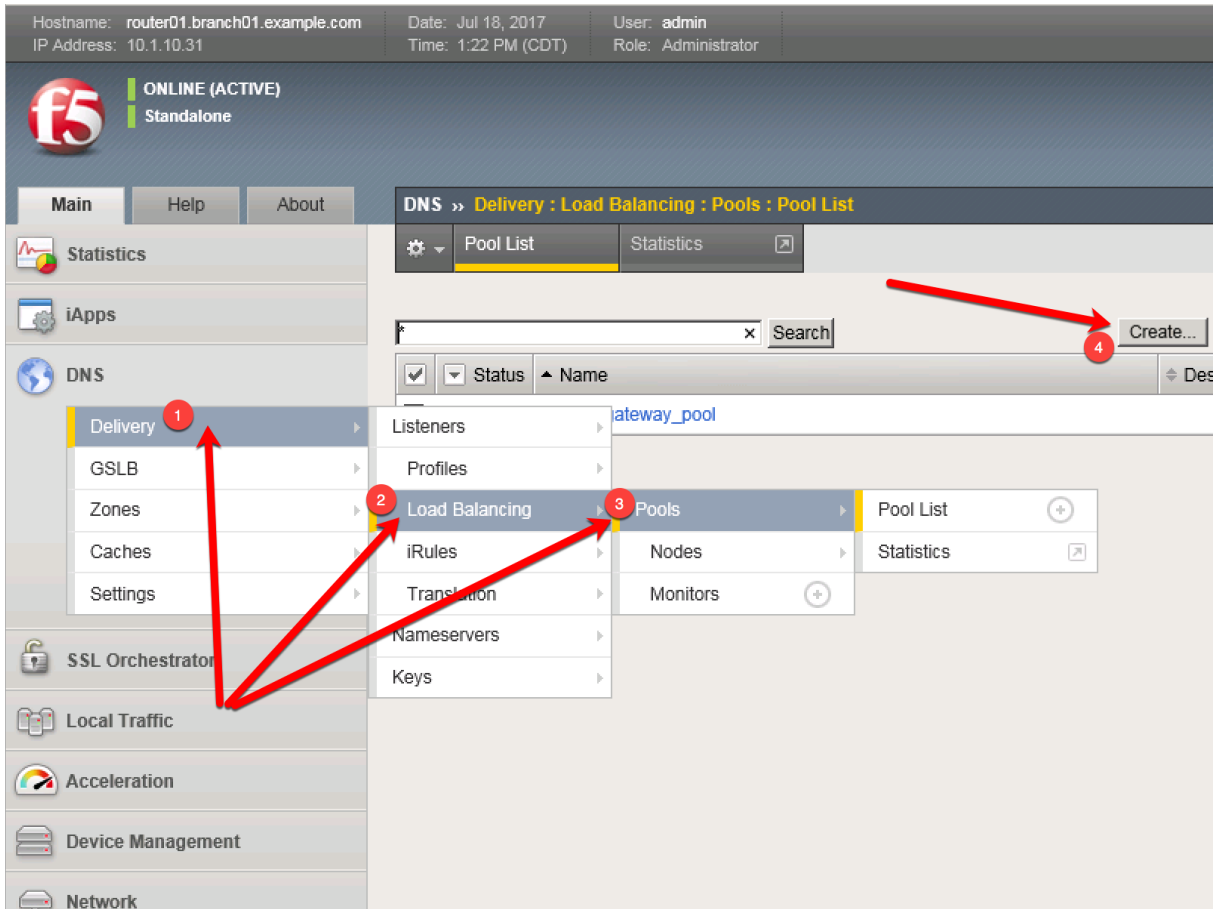 Hostname: router01.branch01.example.com Date: Jul 18, 2017 User: admin
IP Address: 10.1.10.31 Time: 1:22 PM (CDT) Role: Administrator
f5
ONLINE (ACTIVE)
Standalone
Main Help About
DNS ›› Delivery : Load Balancing : Pools : Pool List
Pool List Statistics
Statistics
iApps
* × Search Create...
4
Status Name Des
DNS
ateway_pool
Delivery 1 Listeners
GSLB Profiles
Zones 2 Load Balancing 3 Pools Pool List
Caches iRules Nodes Statistics
Settings Translation Monitors
Nameservers
SSL Orchestrator
Keys
Local Traffic
Acceleration
Device Management
Network